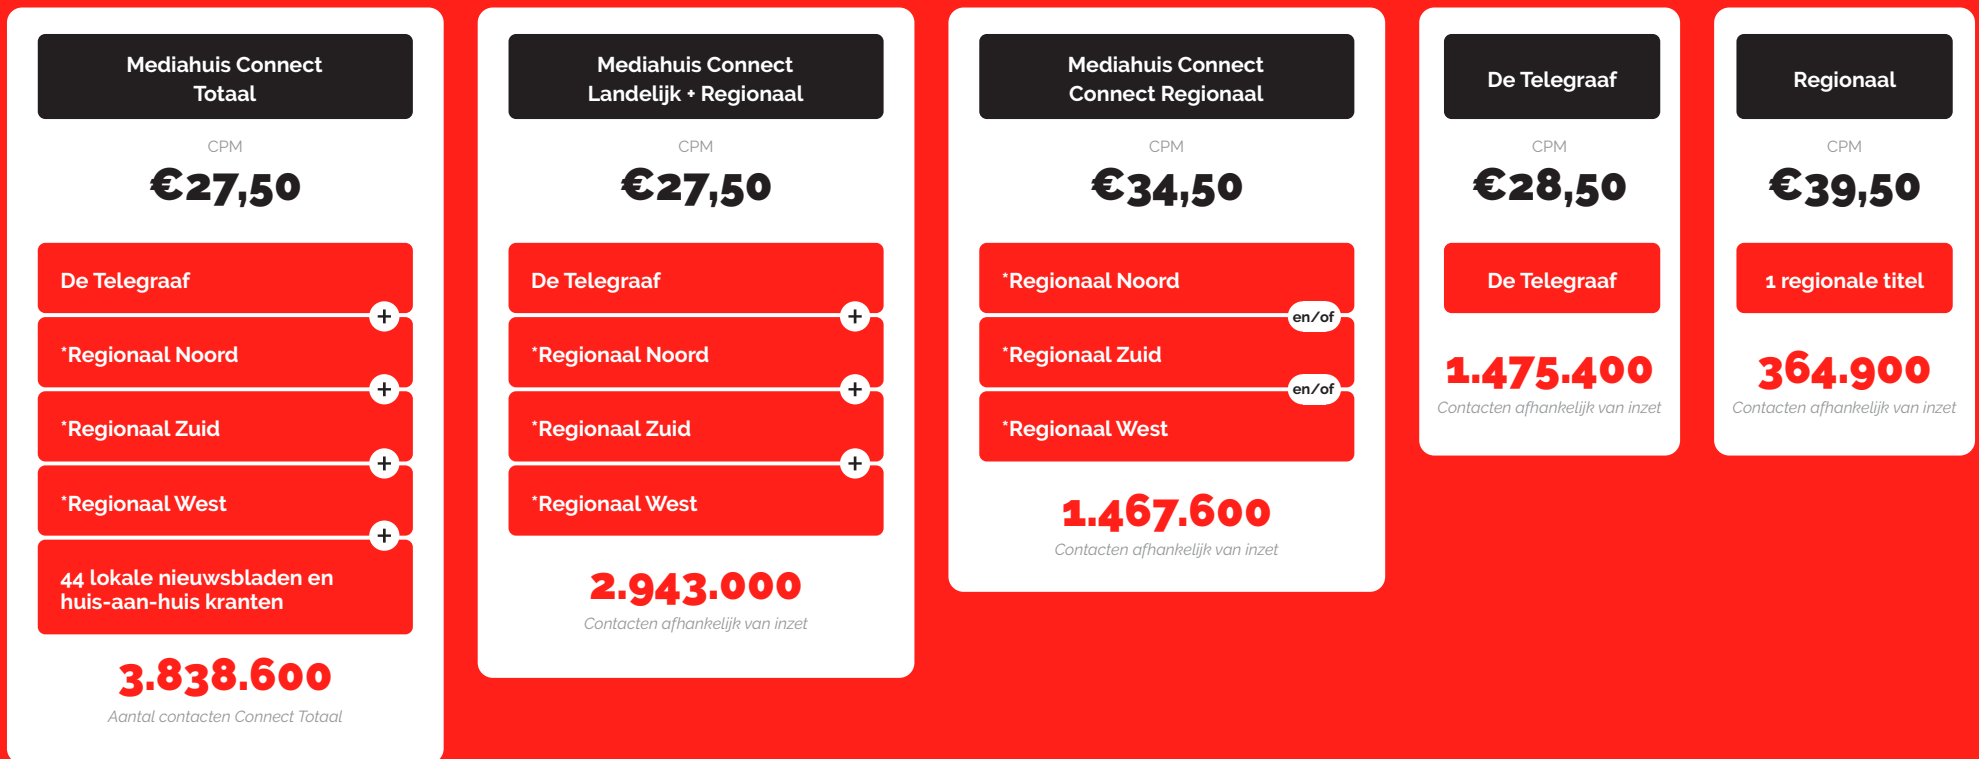 Mediahuis Connect
Totaal
CPM
€27,50
De Telegraaf
+
*Regionaal Noord
+
*Regionaal Zuid
+
*Regionaal West
+
44 lokale nieuwsbladen en
huis-aan-huis kranten
3.838.600
Aantal contacten Connect Totaal
Mediahuis Connect
Landelijk + Regionaal
CPM
€27,50
De Telegraaf
+
*Regionaal Noord
+
*Regionaal Zuid
+
*Regionaal West
2.943.000
Contacten afhankelijk van inzet
Mediahuis Connect
Connect Regionaal
CPM
€34,50
*Regionaal Noord
en/of
*Regionaal Zuid
en/of
*Regionaal West
1.467.600
Contacten afhankelijk van inzet
De Telegraaf
CPM
€28,50
De Telegraaf
1.475.400
Contacten afhankelijk van inzet
Regionaal
CPM
€39,50
1 regionale titel
364.900
Contacten afhankelijk van inzet